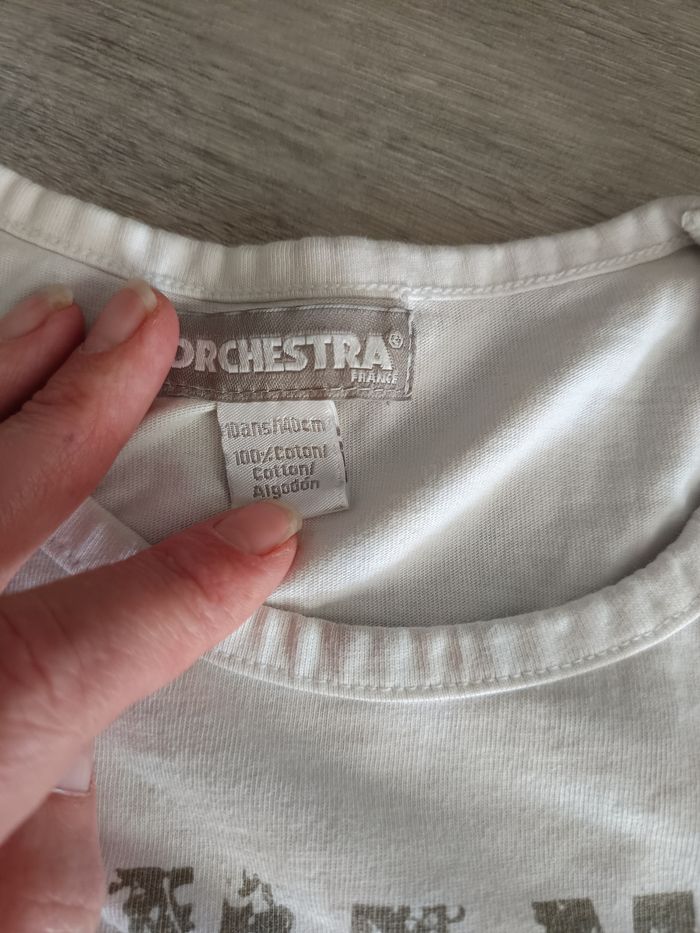 ORCHESTRA®
FRANCE
10ans/140cm
100%Coton/
Cotton/
Algodón